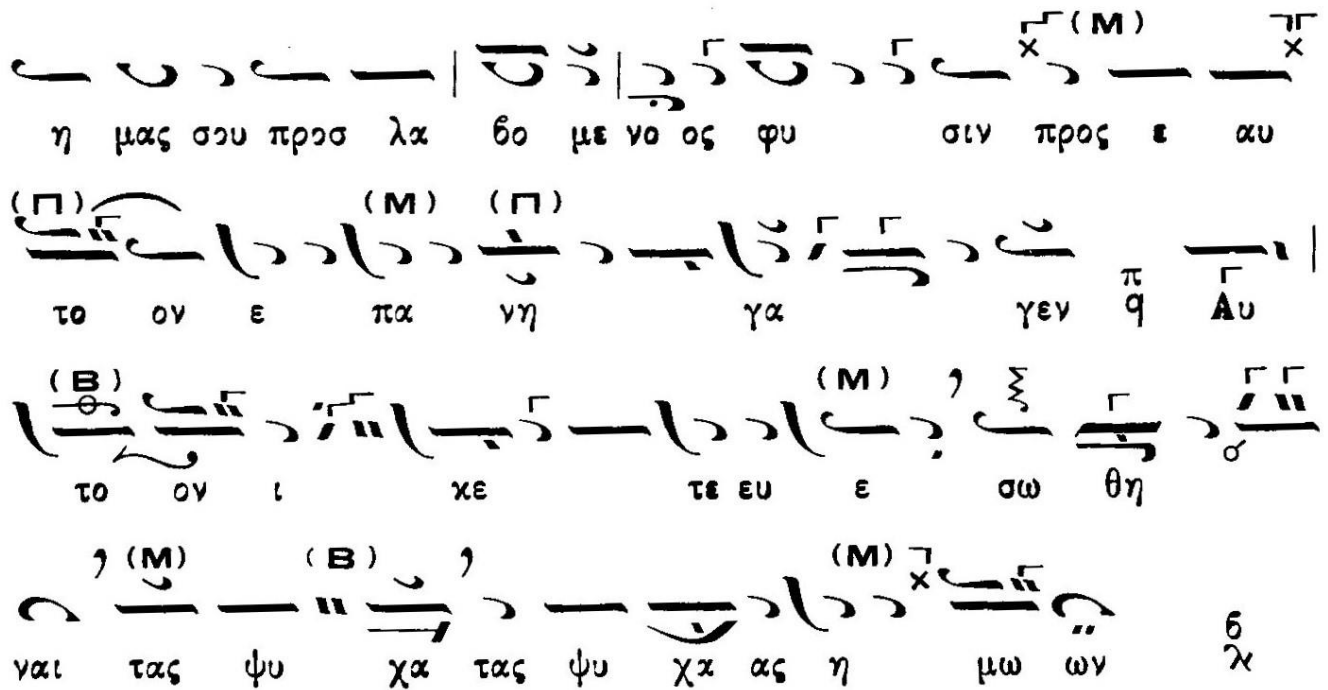 (Μ)
η μας σου προσ λα βο με νο ος φυ σιν προς ε αυ
(Π) (Μ) (Π)
το ον ε πα νη γα γεν π q Αυ
(Β) (Μ)
το ον ι κε τε ευ ε σω θη
(Μ) (Β) (Μ)
ναι τας ψυ χα τας ψυ χα ας η μω ων